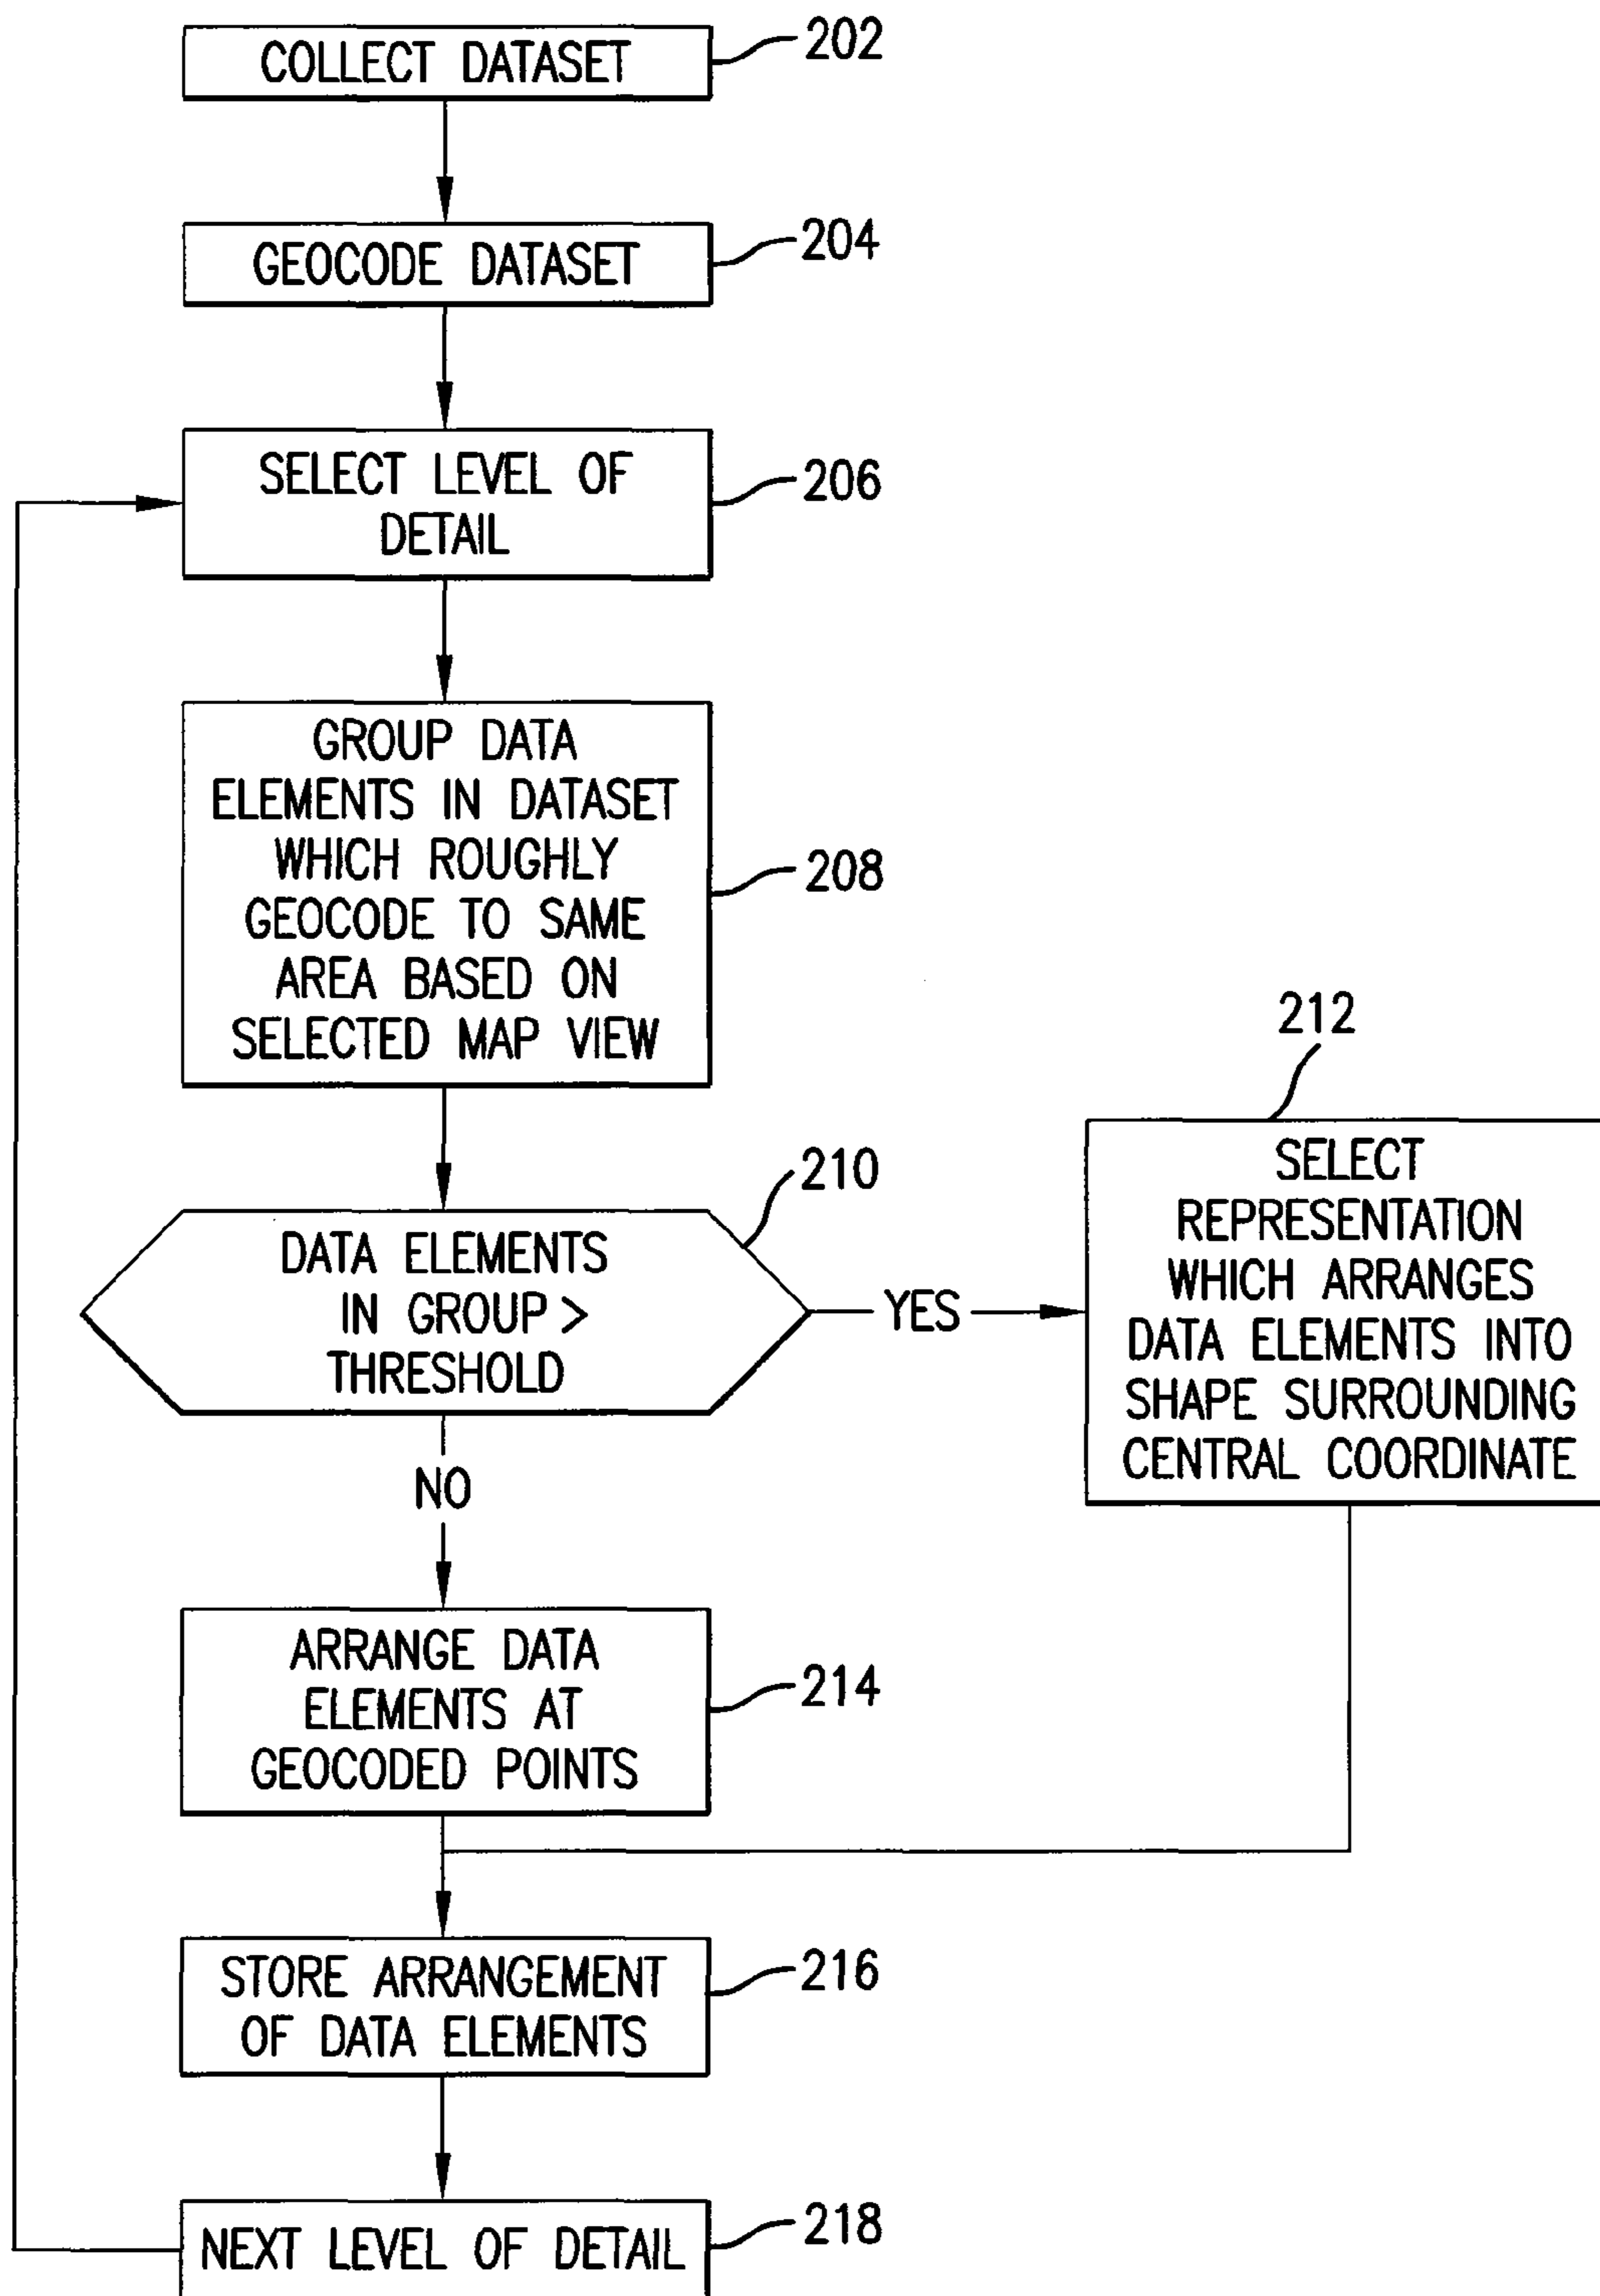 COLLECT DATASET
202
GEOCODE DATASET
204
SELECT LEVEL OF
DETAIL
206
GROUP DATA
ELEMENTS IN DATASET
WHICH ROUGHLY
GEOCODE TO SAME
AREA BASED ON
SELECTED MAP VIEW
208
DATA ELEMENTS
IN GROUP >
THRESHOLD
210
YES
212
SELECT
REPRESENTATION
WHICH ARRANGES
DATA ELEMENTS INTO
SHAPE SURROUNDING
CENTRAL COORDINATE
NO
ARRANGE DATA
ELEMENTS AT
GEOCODED POINTS
214
STORE ARRANGEMENT
OF DATA ELEMENTS
216
NEXT LEVEL OF DETAIL
218